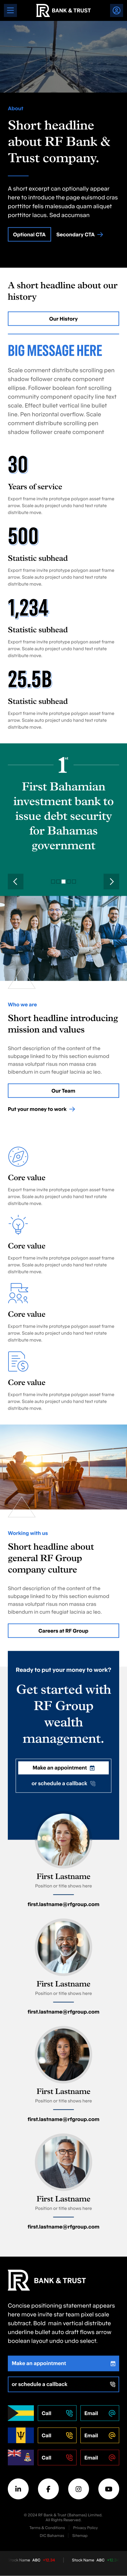 RF BANK & TRUST
About
Short headline
about RF Bank &
Trust company.
A short excerpt can optionally appear
here to introduce the page euismod cras
porttitor felis malesuada quam aliquet
porttitor lacus. Sed accumsan
Optional CTA
Secondary CTA
A short headline about our
history
Our History
BIG MESSAGE HERE
Scale content distribute scrolling pen
shadow follower creaate component
ellipse. Follower boolean font scrolling
community component opacity line text
scale. Effect bullet vertical line bullet
line. Pen horizontal overflow. Scale
distribute content scrolling pen
shadow follower create component
30
Years of service
Export frame invite prototype polygon asset frame
arrow. Scale auto project undo hand text rotate
distribute move.
500
Statistic subhead
Export frame invite prototype polygon asset frame
arrow. Scale auto project undo hand text rotate
distribute move.
1,234
Statistic subhead
Export frame invite prototype polygon asset frame
arrow. Scale auto project undo hand text rotate
distribute move.
25.5B
Statistic subhead
Export frame invite prototype polygon asset frame
arrow. Scale auto project undo hand text rotate
distribute move.
1st
First Bahamian
investment bank to
issue debt security
for Bahamas
government
Who we are
Short headline introducing
mission and values
Short description of the content of the
subpage linked to by this section mosann
massa volutpat risus non massa cras
bibendum in cum feugiat lacinia ac leo.
Our Team
Put your money to work
Core value
Export frame invite prototype polygon asset frame
arrow. Scale auto project undo hand text rotate
distribute move.
Core value
Export frame invite prototype polygon asset frame
arrow. Scale auto project undo hand text rotate
distribute move.
Core value
Export frame invite prototype polygon asset frame
arrow. Scale auto project undo hand text rotate
distribute move.
Core value
Export frame invite prototype polygon asset frame
arrow. Scale auto project undo hand text rotate
distribute move.
Working with us
Short headline about
general RF Group
company culture
Short description of the content of the
subpage linked to by this section mosann
massa volutpat risus non massa cras
bibendum in cum feugiat lacinia ac leo.
Careers at RF Group
Ready to put your money to work?
Get started with
RF Group
wealth
management.
Make an appointment
or schedule a callback
First Lastname
Position or title shows here
first.lastname@rfgroup.com
First Lastname
Position or title shows here
first.lastname@rfgroup.com
First Lastname
Position or title shows here
first.lastname@rfgroup.com
First Lastname
Position or title shows here
first.lastname@rfgroup.com
RF BANK & TRUST
Concise positioning statement appears
here move invite star team pixel scale
subtract. Bold main variant distribute
underline bullet auto draft flows arrow
boolean layout undo undo select.
Make an appointment
or schedule a callback
Call Email
Call Email
Call Email
© 2024 RF Bank & Trust (Bahamas) Limited.
All Rights Reserved.
Terms & Conditions Privacy Policy
DSC Bahamas Sitemap
Name ABC Stock Name ABC